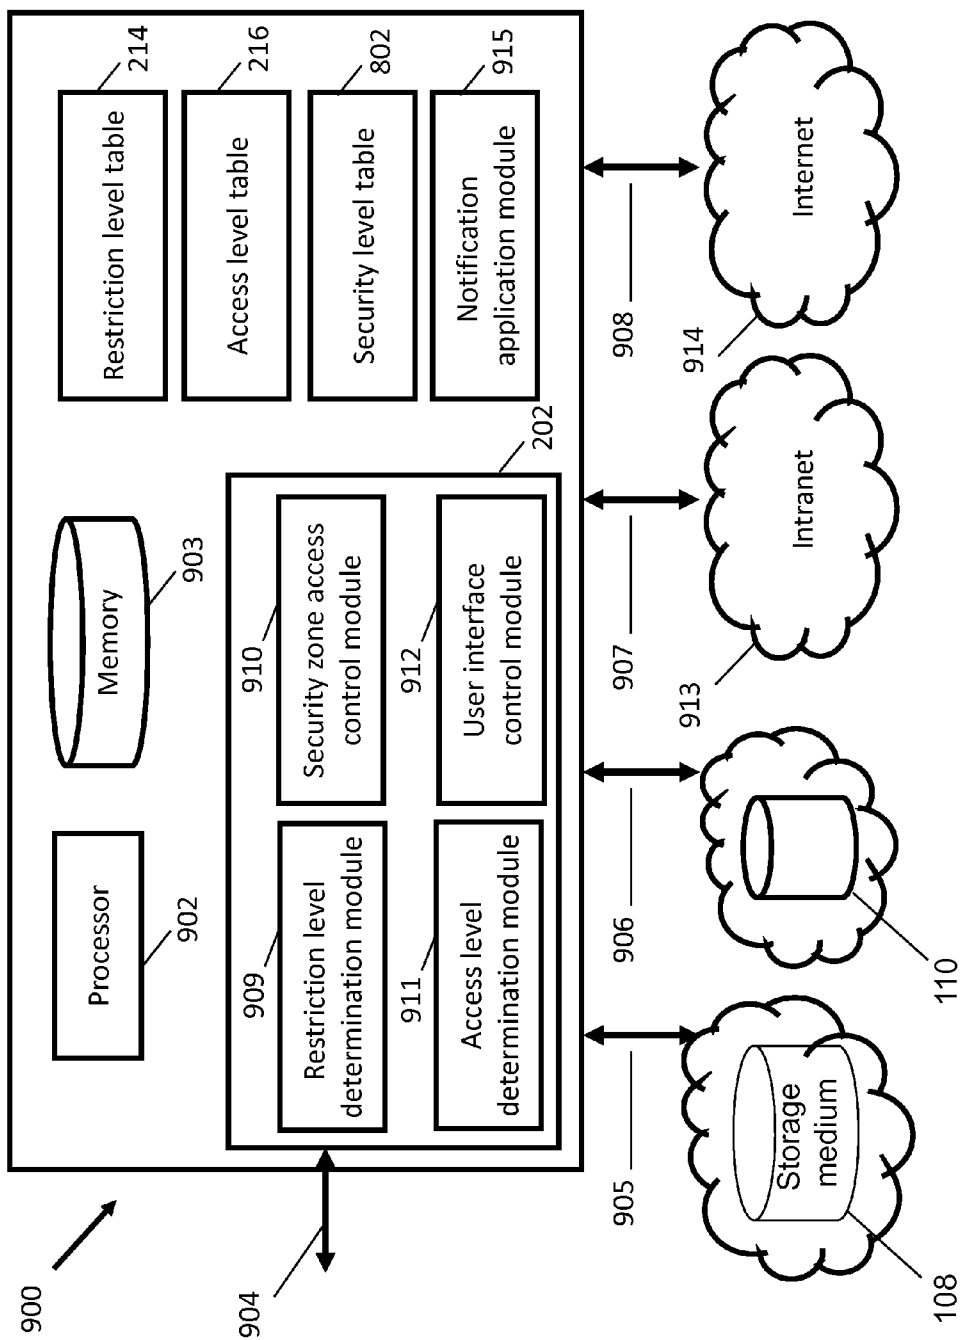 900
Processor
902
Memory
903
Restriction level table
214
Access level table
216
Security level table
802
Notification
application module
915
202
904
909
Restriction level
determination module
910
Security zone access
control module
911
Access level
determination module
912
User interface
control module
905
906
907
908
Storage
medium
108
110
Intranet
913
Internet
914